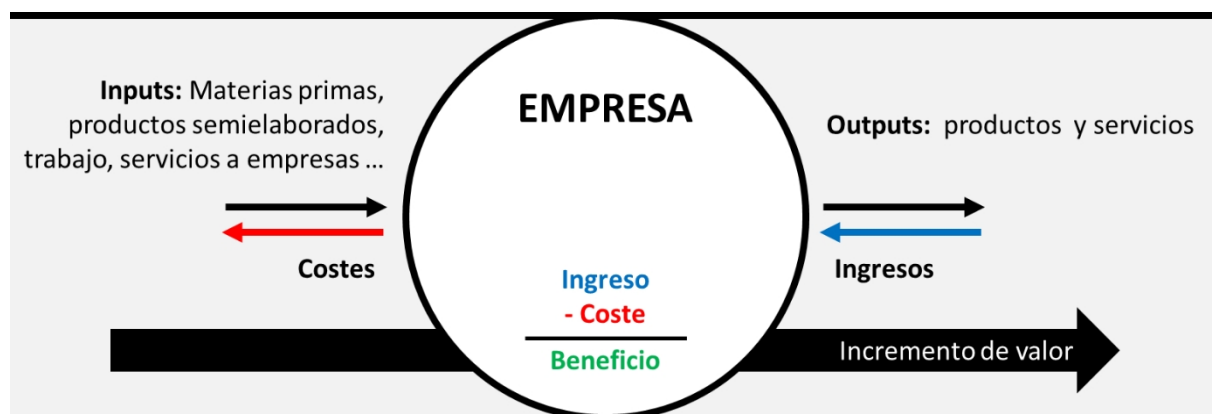 Inputs: Materias primas,
productos semielaborados,
trabajo, servicios a empresas ...
Costes
EMPRESA
Ingreso
- Coste
Beneficio
Outputs: productos y servicios
Ingresos
Incremento de valor